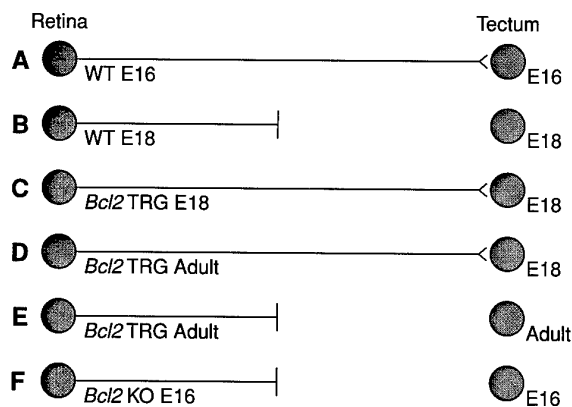 Retina Tectum
A WT E16 E16
B WT E18 E18
C Bcl2 TRG E18 E18
D Bcl2 TRG Adult E18
E Bcl2 TRG Adult Adult
F Bcl2 KO E16 E16